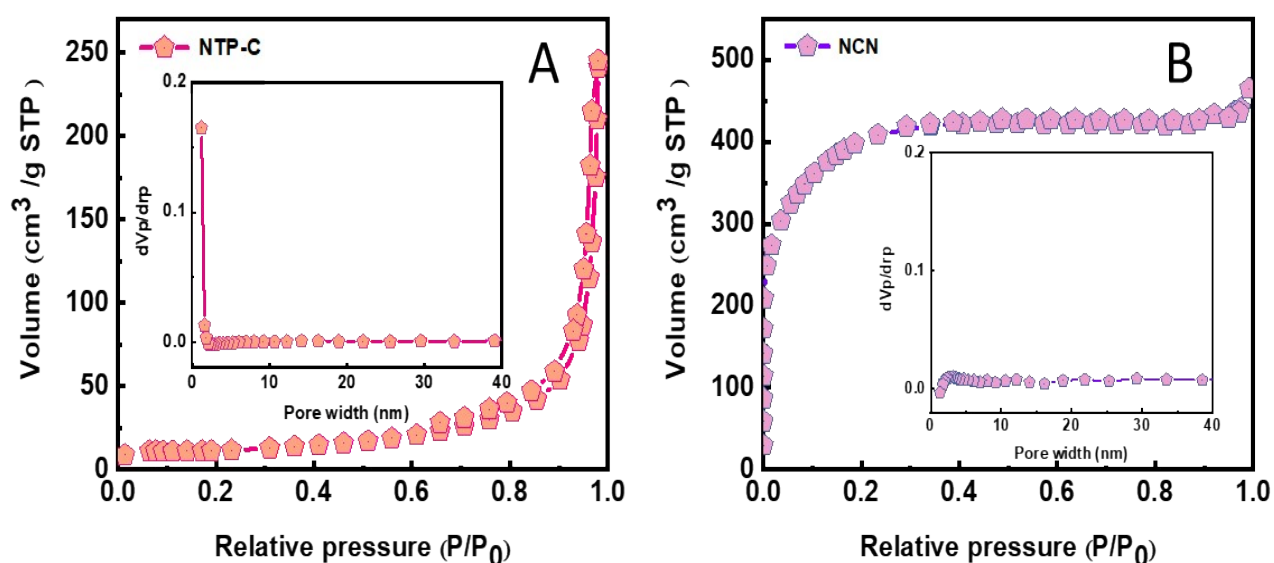 NTP-C
A
Volume (cm³ /g STP)
250
200
150
100
50
0
0.0 0.2 0.4 0.6 0.8 1.0
Relative pressure (P/P₀)
dVp/drp
0.2
0.1
0.0
0 10 20 30 40
Pore width (nm)
NCN
B
Volume (cm³ /g STP)
500
400
300
200
100
0
0.0 0.2 0.4 0.6 0.8 1.0
Relative pressure (P/P₀)
dVp/drp
0.2
0.1
0.0
0 10 20 30 40
Pore width (nm)